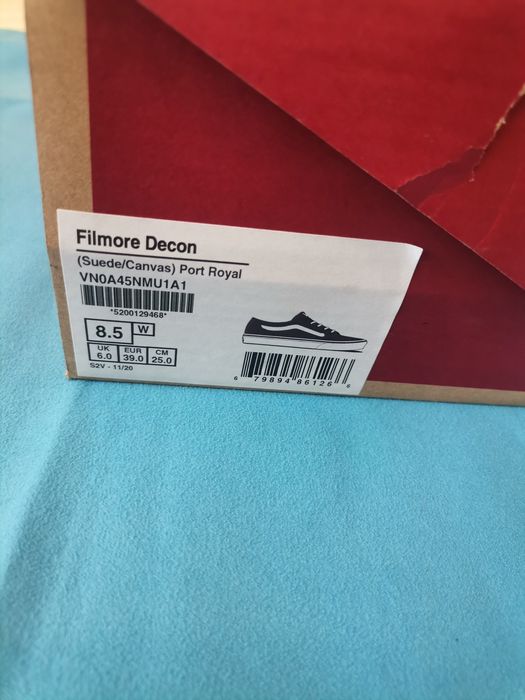 Filmore Decon
(Suede/Canvas) Port Royal
VN0A45NMU1A1
*5200129468*
8.5 W
UK EUR CM
6.0 39.0 25.0
S2V - 11/20
6 79894 86126 6